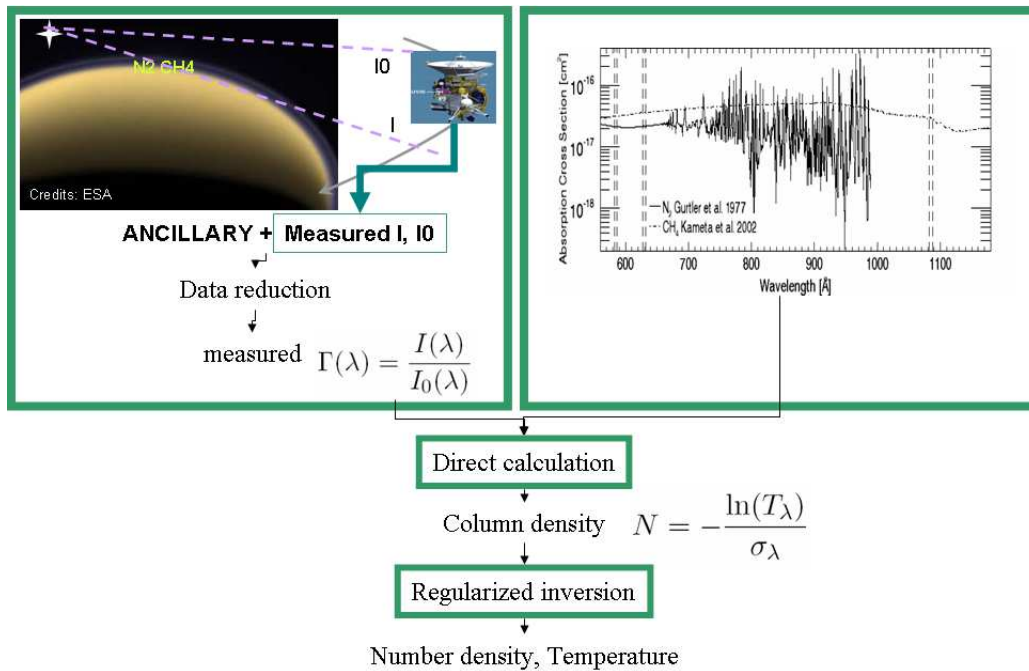 N2 CH4
I0
I
Credits: ESA
ANCILLARY + Measured I, I0
Data reduction
measured Γ(λ) = I(λ) / I₀(λ)
Absorption Cross Section [cm²]
10⁻¹⁶
10⁻¹⁷
10⁻¹⁸
N₂ Gurtler et al. 1977
CH₄ Kameta et al. 2002
600 700 800 900 1000 1100
Wavelength [Å]
Direct calculation
Column density N = − ln(T_λ) / σ_λ
Regularized inversion
Number density, Temperature